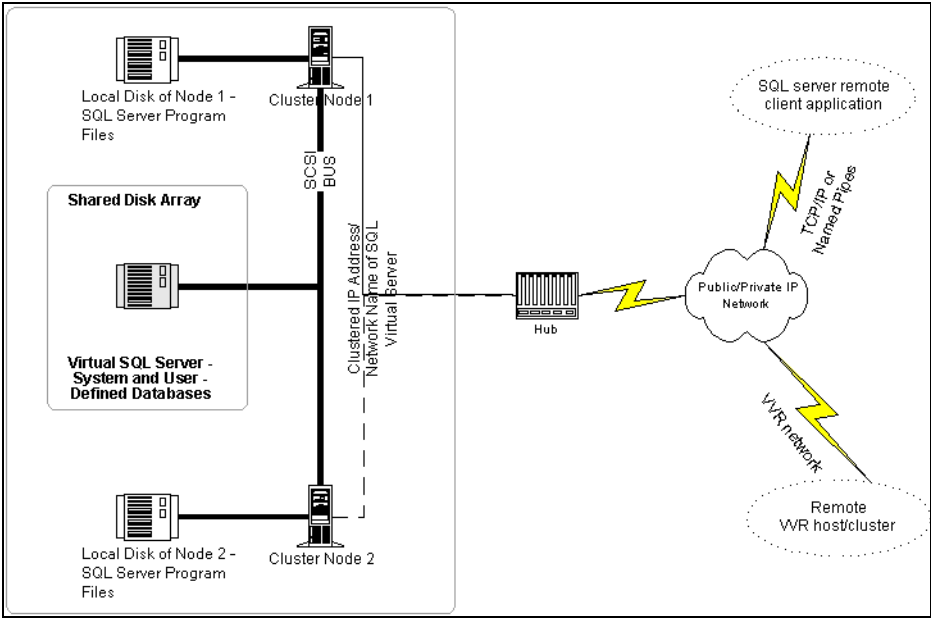 Local Disk of Node 1 -
SQL Server Program
Files
Cluster Node 1
SCSI
BUS
Shared Disk Array
Virtual SQL Server -
System and User -
Defined Databases
Clustered IP Address/
Network Name of SQL
Virtual Server
Local Disk of Node 2 -
SQL Server Program
Files
Cluster Node 2
Hub
Public/Private IP
Network
SQL server remote
client application
TCP/IP or
Named Pipes
VVR network
Remote
VVR host/cluster